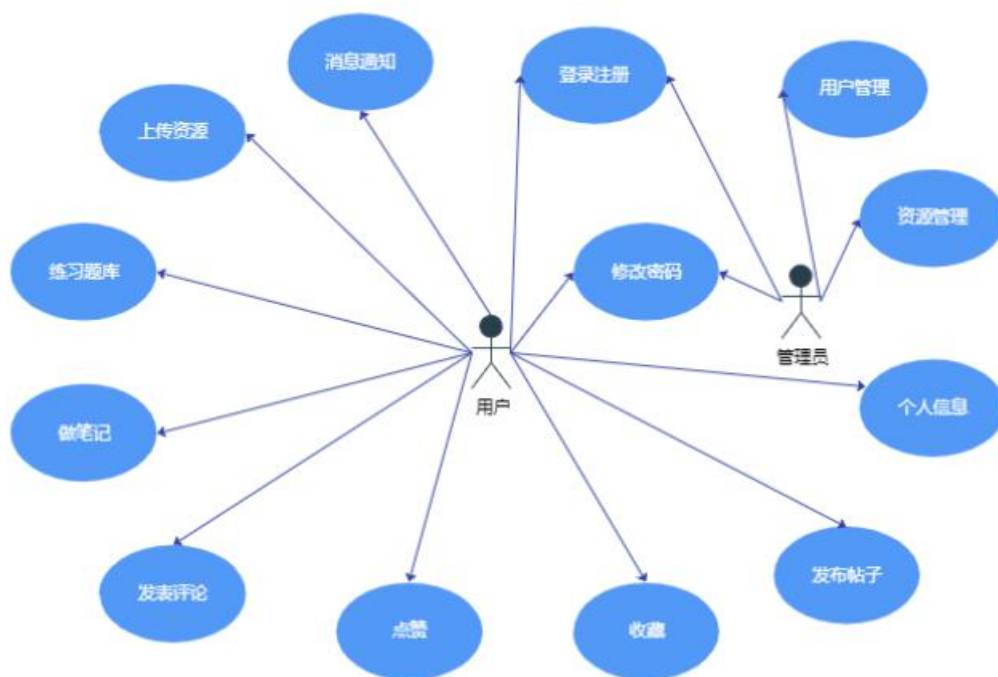 消息通知
登录注册
用户管理
上传资源
资源管理
练习题库
修改密码
管理员
用户
个人信息
做笔记
发布帖子
发表评论
点赞
收藏